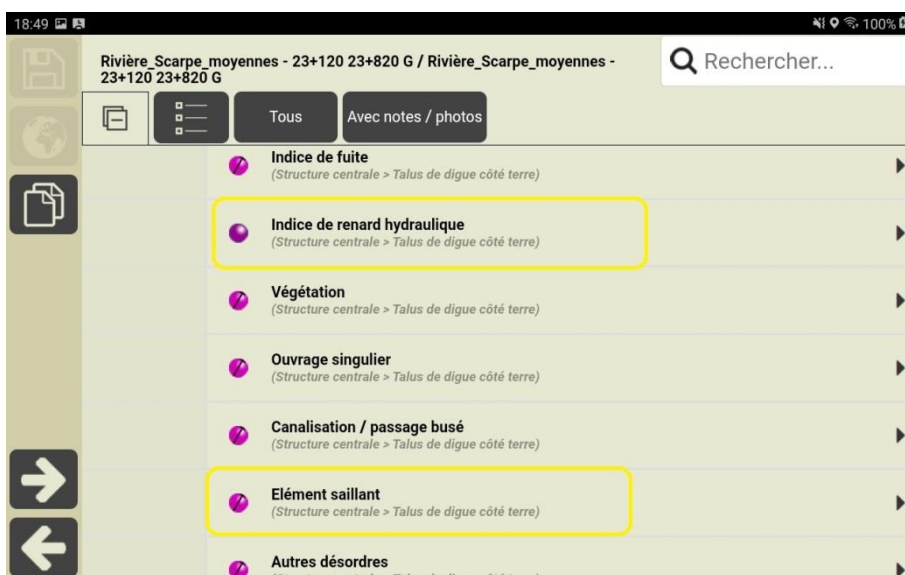 18:49
100%
Rivière_Scarpe_moyennes - 23+120 23+820 G / Rivière_Scarpe_moyennes -
23+120 23+820 G
Rechercher...
Tous
Avec notes / photos
Indice de fuite
(Structure centrale > Talus de digue côté terre)
Indice de renard hydraulique
(Structure centrale > Talus de digue côté terre)
Végétation
(Structure centrale > Talus de digue côté terre)
Ouvrage singulier
(Structure centrale > Talus de digue côté terre)
Canalisation / passage busé
(Structure centrale > Talus de digue côté terre)
Elément saillant
(Structure centrale > Talus de digue côté terre)
Autres désordres